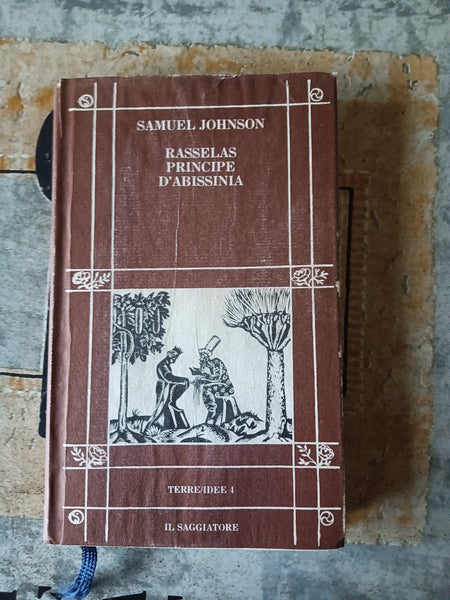 SAMUEL JOHNSON
RASSELAS
PRINCIPE
D'ABISSINIA
TERRE/IDEE 4
IL SAGGIATORE